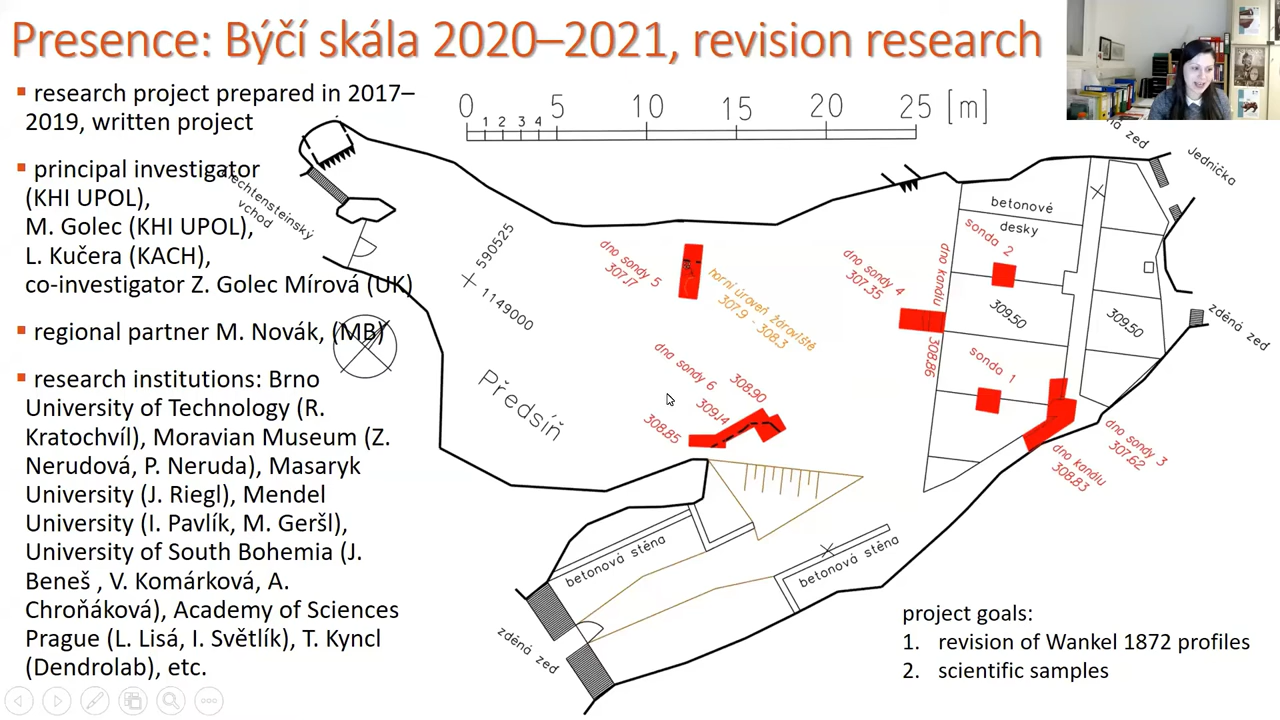 Presence: Býčí skála 2020–2021, revision research
▪ research project prepared in 2017–
2019, written project
▪ principal investigator
(KHI UPOL),
M. Golec (KHI UPOL),
L. Kučera (KACH),
co-investigator Z. Golec Mírová (UK)
▪ regional partner M. Novák, (MB)
▪ research institutions: Brno
University of Technology (R.
Kratochvíl), Moravian Museum (Z.
Nerudová, P. Neruda), Masaryk
University (J. Riegl), Mendel
University (I. Pavlík, M. Geršl),
University of South Bohemia (J.
Beneš , V. Komárková, A.
Chroňáková), Academy of Sciences
Prague (L. Lisá, I. Světlík), T. Kyncl
(Dendrolab), etc.
0 5 10 15 20 25 [m]
1 2 3 4
vchod
590525
1149000
Předsíň
dno sondy 5
307.17
horní úroveň žároviště
307.9 - 308.3
dno sondy 6
308.90
309.14
308.85
dno sondy 4
307.35
dno kanálu
308.86
betonové
desky
sonda 2
309.50
309.50
sonda 1
dno sondy 3
307.62
dno kanálu
308.83
zed
Jednička
zděná zed
betonová stěna
betonová stěna
zděná zed
project goals:
1. revision of Wankel 1872 profiles
2. scientific samples